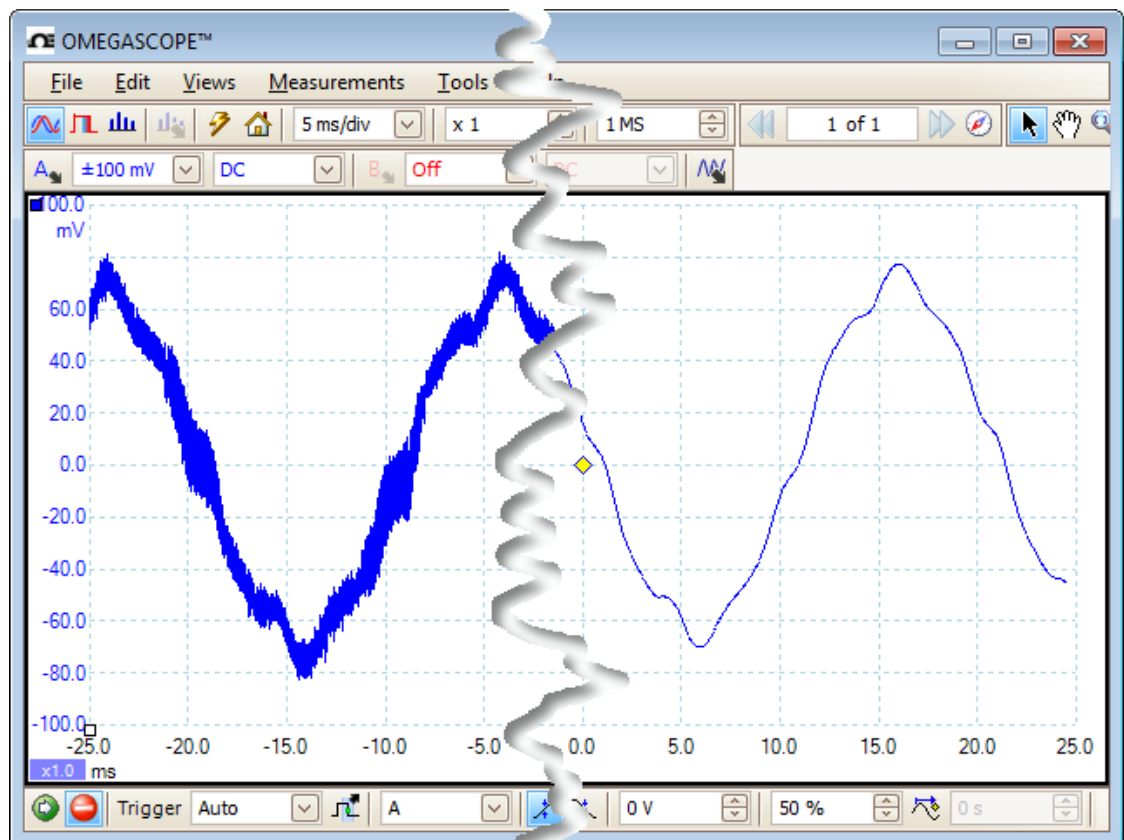 OMEGASCOPE™
File Edit Views Measurements Tools
5 ms/div x 1 1 MS 1 of 1
A ±100 mV DC B Off DC
100.0
mV
60.0
40.0
20.0
0.0
-20.0
-40.0
-60.0
-80.0
-100.0
-25.0 -20.0 -15.0 -10.0 -5.0 0.0 5.0 10.0 15.0 20.0 25.0
x1.0 ms
Trigger Auto A 0 V 50 % 0 s